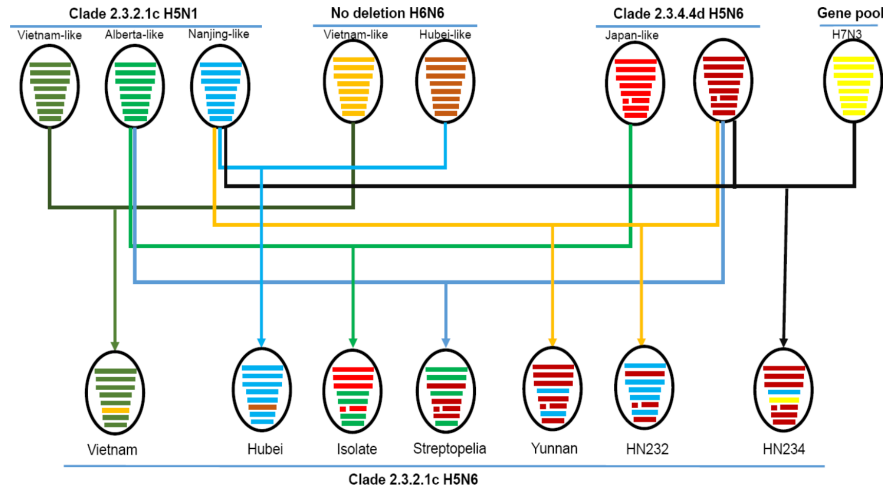 Clade 2.3.2.1c H5N1
No deletion H6N6
Clade 2.3.4.4d H5N6
Gene pool
Vietnam-like
Alberta-like
Nanjing-like
Vietnam-like
Hubei-like
Japan-like
H7N3
Vietnam
Hubei
Isolate
Streptopelia
Yunnan
HN232
HN234
Clade 2.3.2.1c H5N6